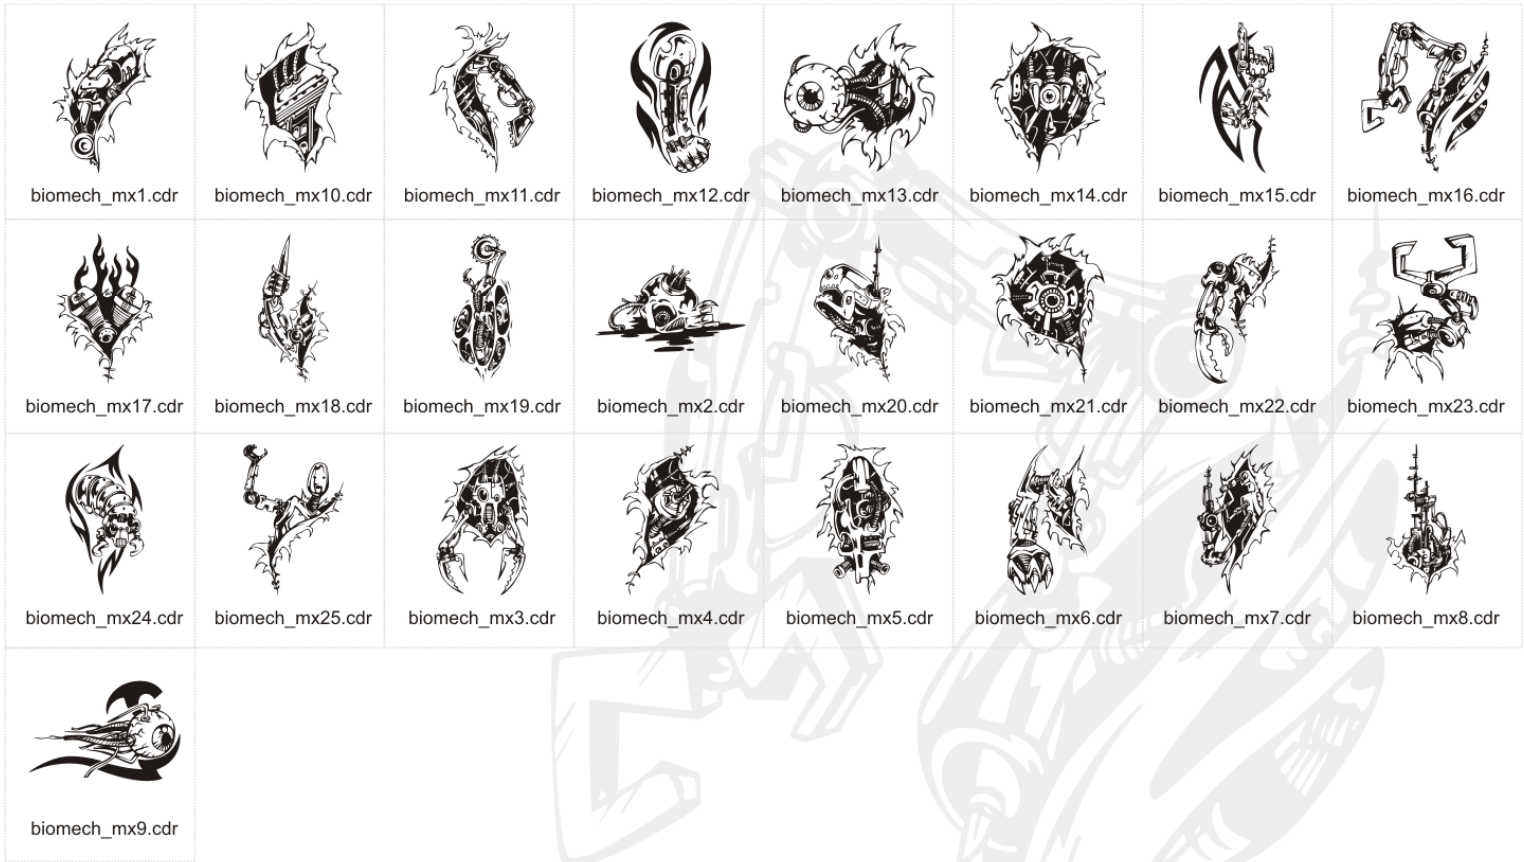 biomech_mx1.cdr
biomech_mx10.cdr
biomech_mx11.cdr
biomech_mx12.cdr
biomech_mx13.cdr
biomech_mx14.cdr
biomech_mx15.cdr
biomech_mx16.cdr
biomech_mx17.cdr
biomech_mx18.cdr
biomech_mx19.cdr
biomech_mx2.cdr
biomech_mx20.cdr
biomech_mx21.cdr
biomech_mx22.cdr
biomech_mx23.cdr
biomech_mx24.cdr
biomech_mx25.cdr
biomech_mx3.cdr
biomech_mx4.cdr
biomech_mx5.cdr
biomech_mx6.cdr
biomech_mx7.cdr
biomech_mx8.cdr
biomech_mx9.cdr